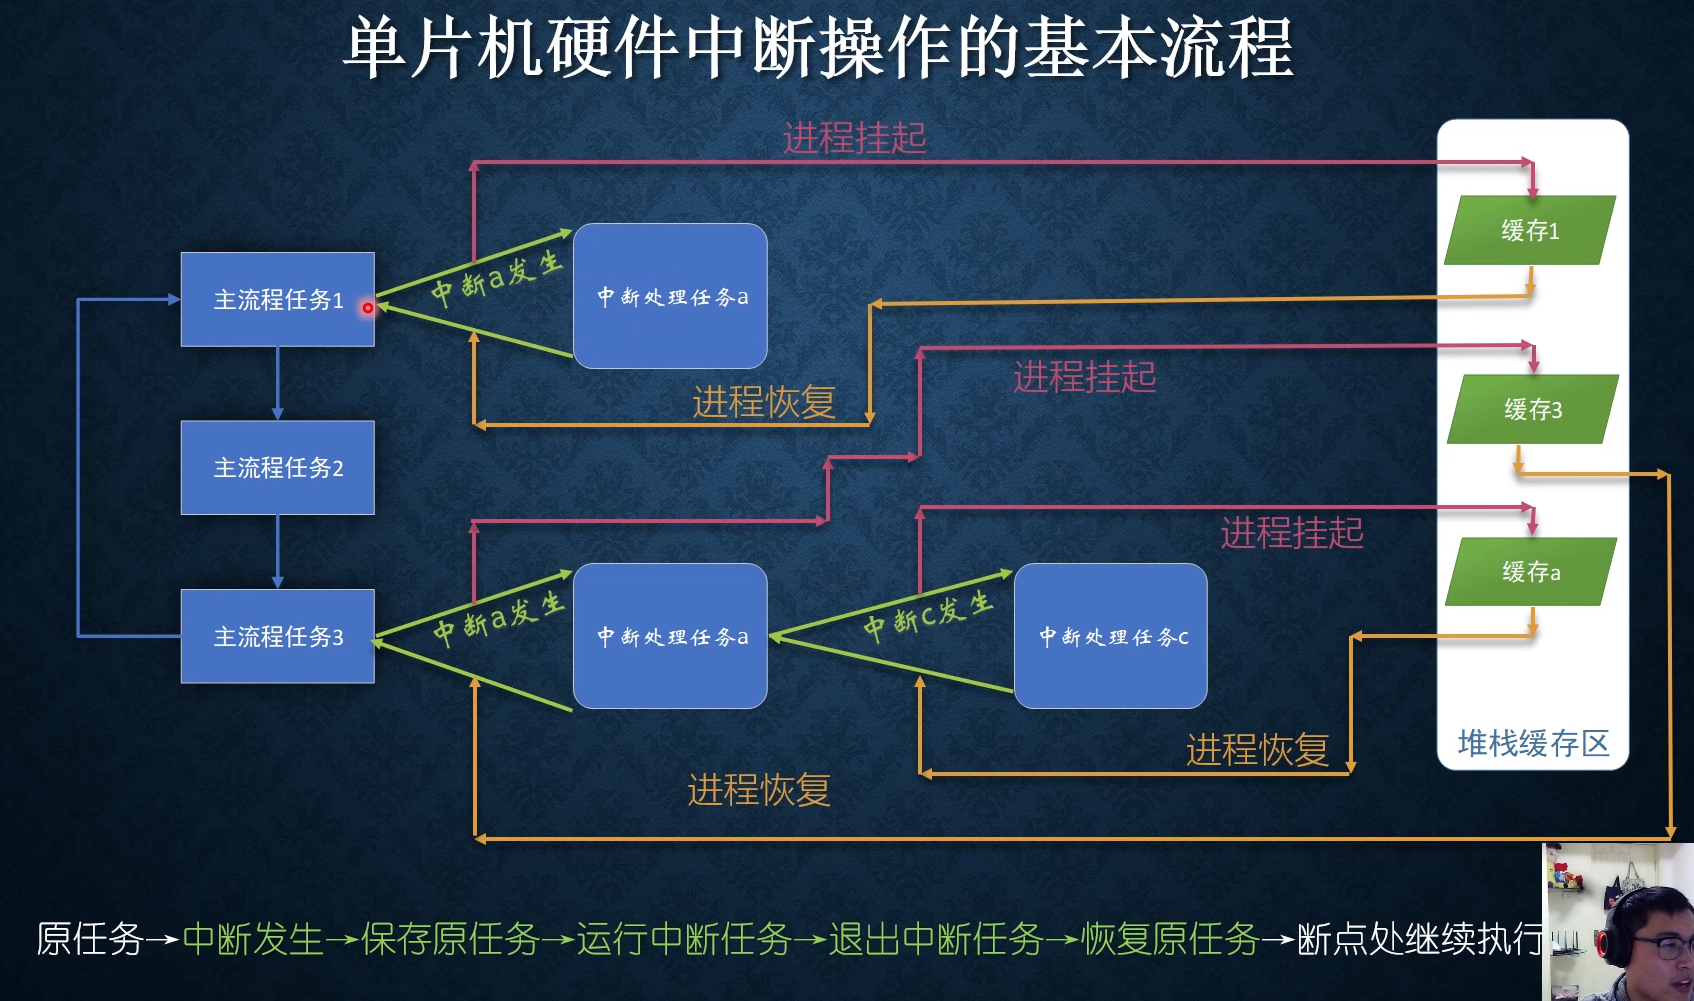 单片机硬件中断操作的基本流程
进程挂起
缓存1
中断a发生
主流程任务1
中断处理任务a
进程恢复
进程挂起
缓存3
主流程任务2
进程挂起
缓存a
中断a发生
中断c发生
主流程任务3
中断处理任务a
中断处理任务c
进程恢复
堆栈缓存区
进程恢复
原任务→中断发生→保存原任务→运行中断任务→退出中断任务→恢复原任务→断点处继续执行